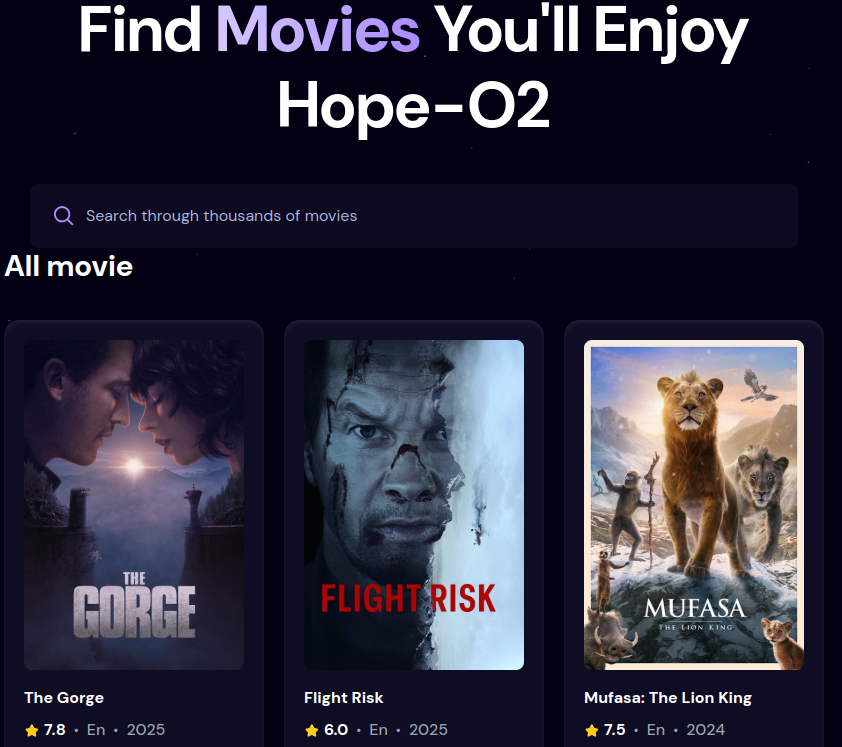 Find Movies You'll Enjoy
Hope-O2
Search through thousands of movies
All movie
THE
GORGE
FLIGHT RISK
MUFASA
THE LION KING
The Gorge
Flight Risk
Mufasa: The Lion King
7.8 • En • 2025
6.0 • En • 2025
7.5 • En • 2024